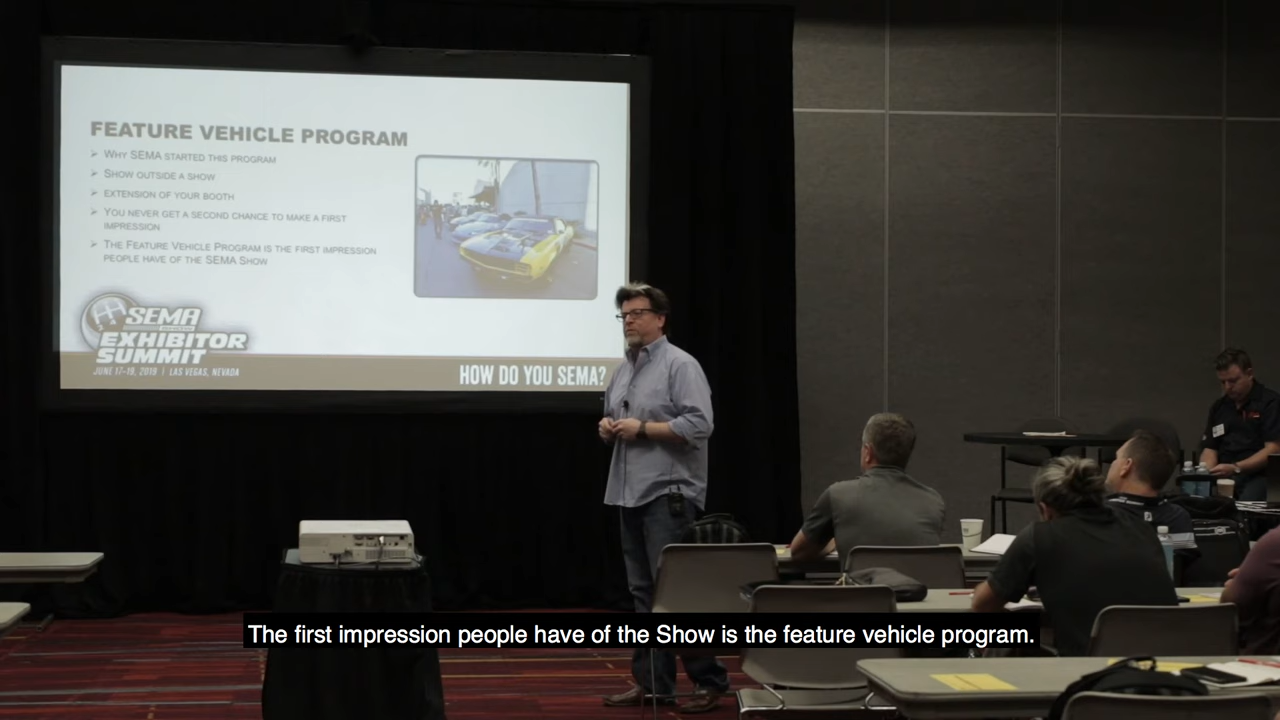 FEATURE VEHICLE PROGRAM
WHY SEMA STARTED THIS PROGRAM
SHOW OUTSIDE A SHOW
EXTENSION OF YOUR BOOTH
YOU NEVER GET A SECOND CHANCE TO MAKE A FIRST
IMPRESSION
THE FEATURE VEHICLE PROGRAM IS THE FIRST IMPRESSION
PEOPLE HAVE OF THE SEMA SHOW
SEMA
EXHIBITOR
SUMMIT
JUNE 17-19, 2019 | LAS VEGAS, NEVADA
HOW DO YOU SEMA?
The first impression people have of the Show is the feature vehicle program.